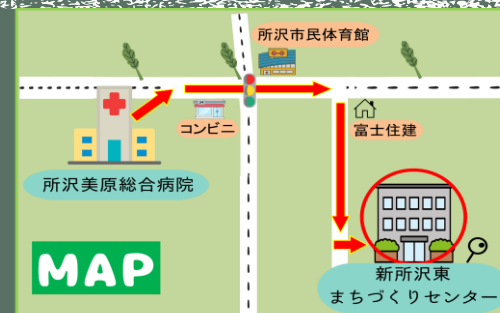 所沢市民体育館
コンビニ
富士住建
所沢美原総合病院
MAP
新所沢東
まちづくりセンター